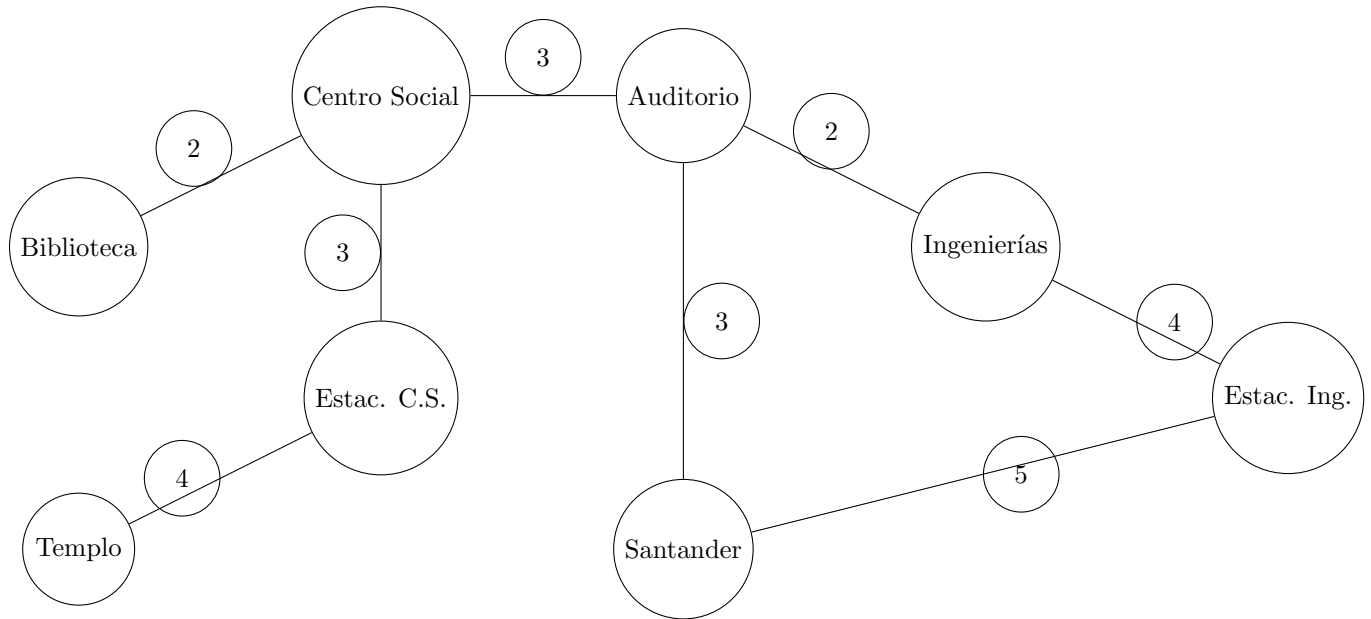 3
Centro Social
Auditorio
2
2
Biblioteca
3
Ingenierías
3
4
Estac. C.S.
Estac. Ing.
4
5
Templo
Santander